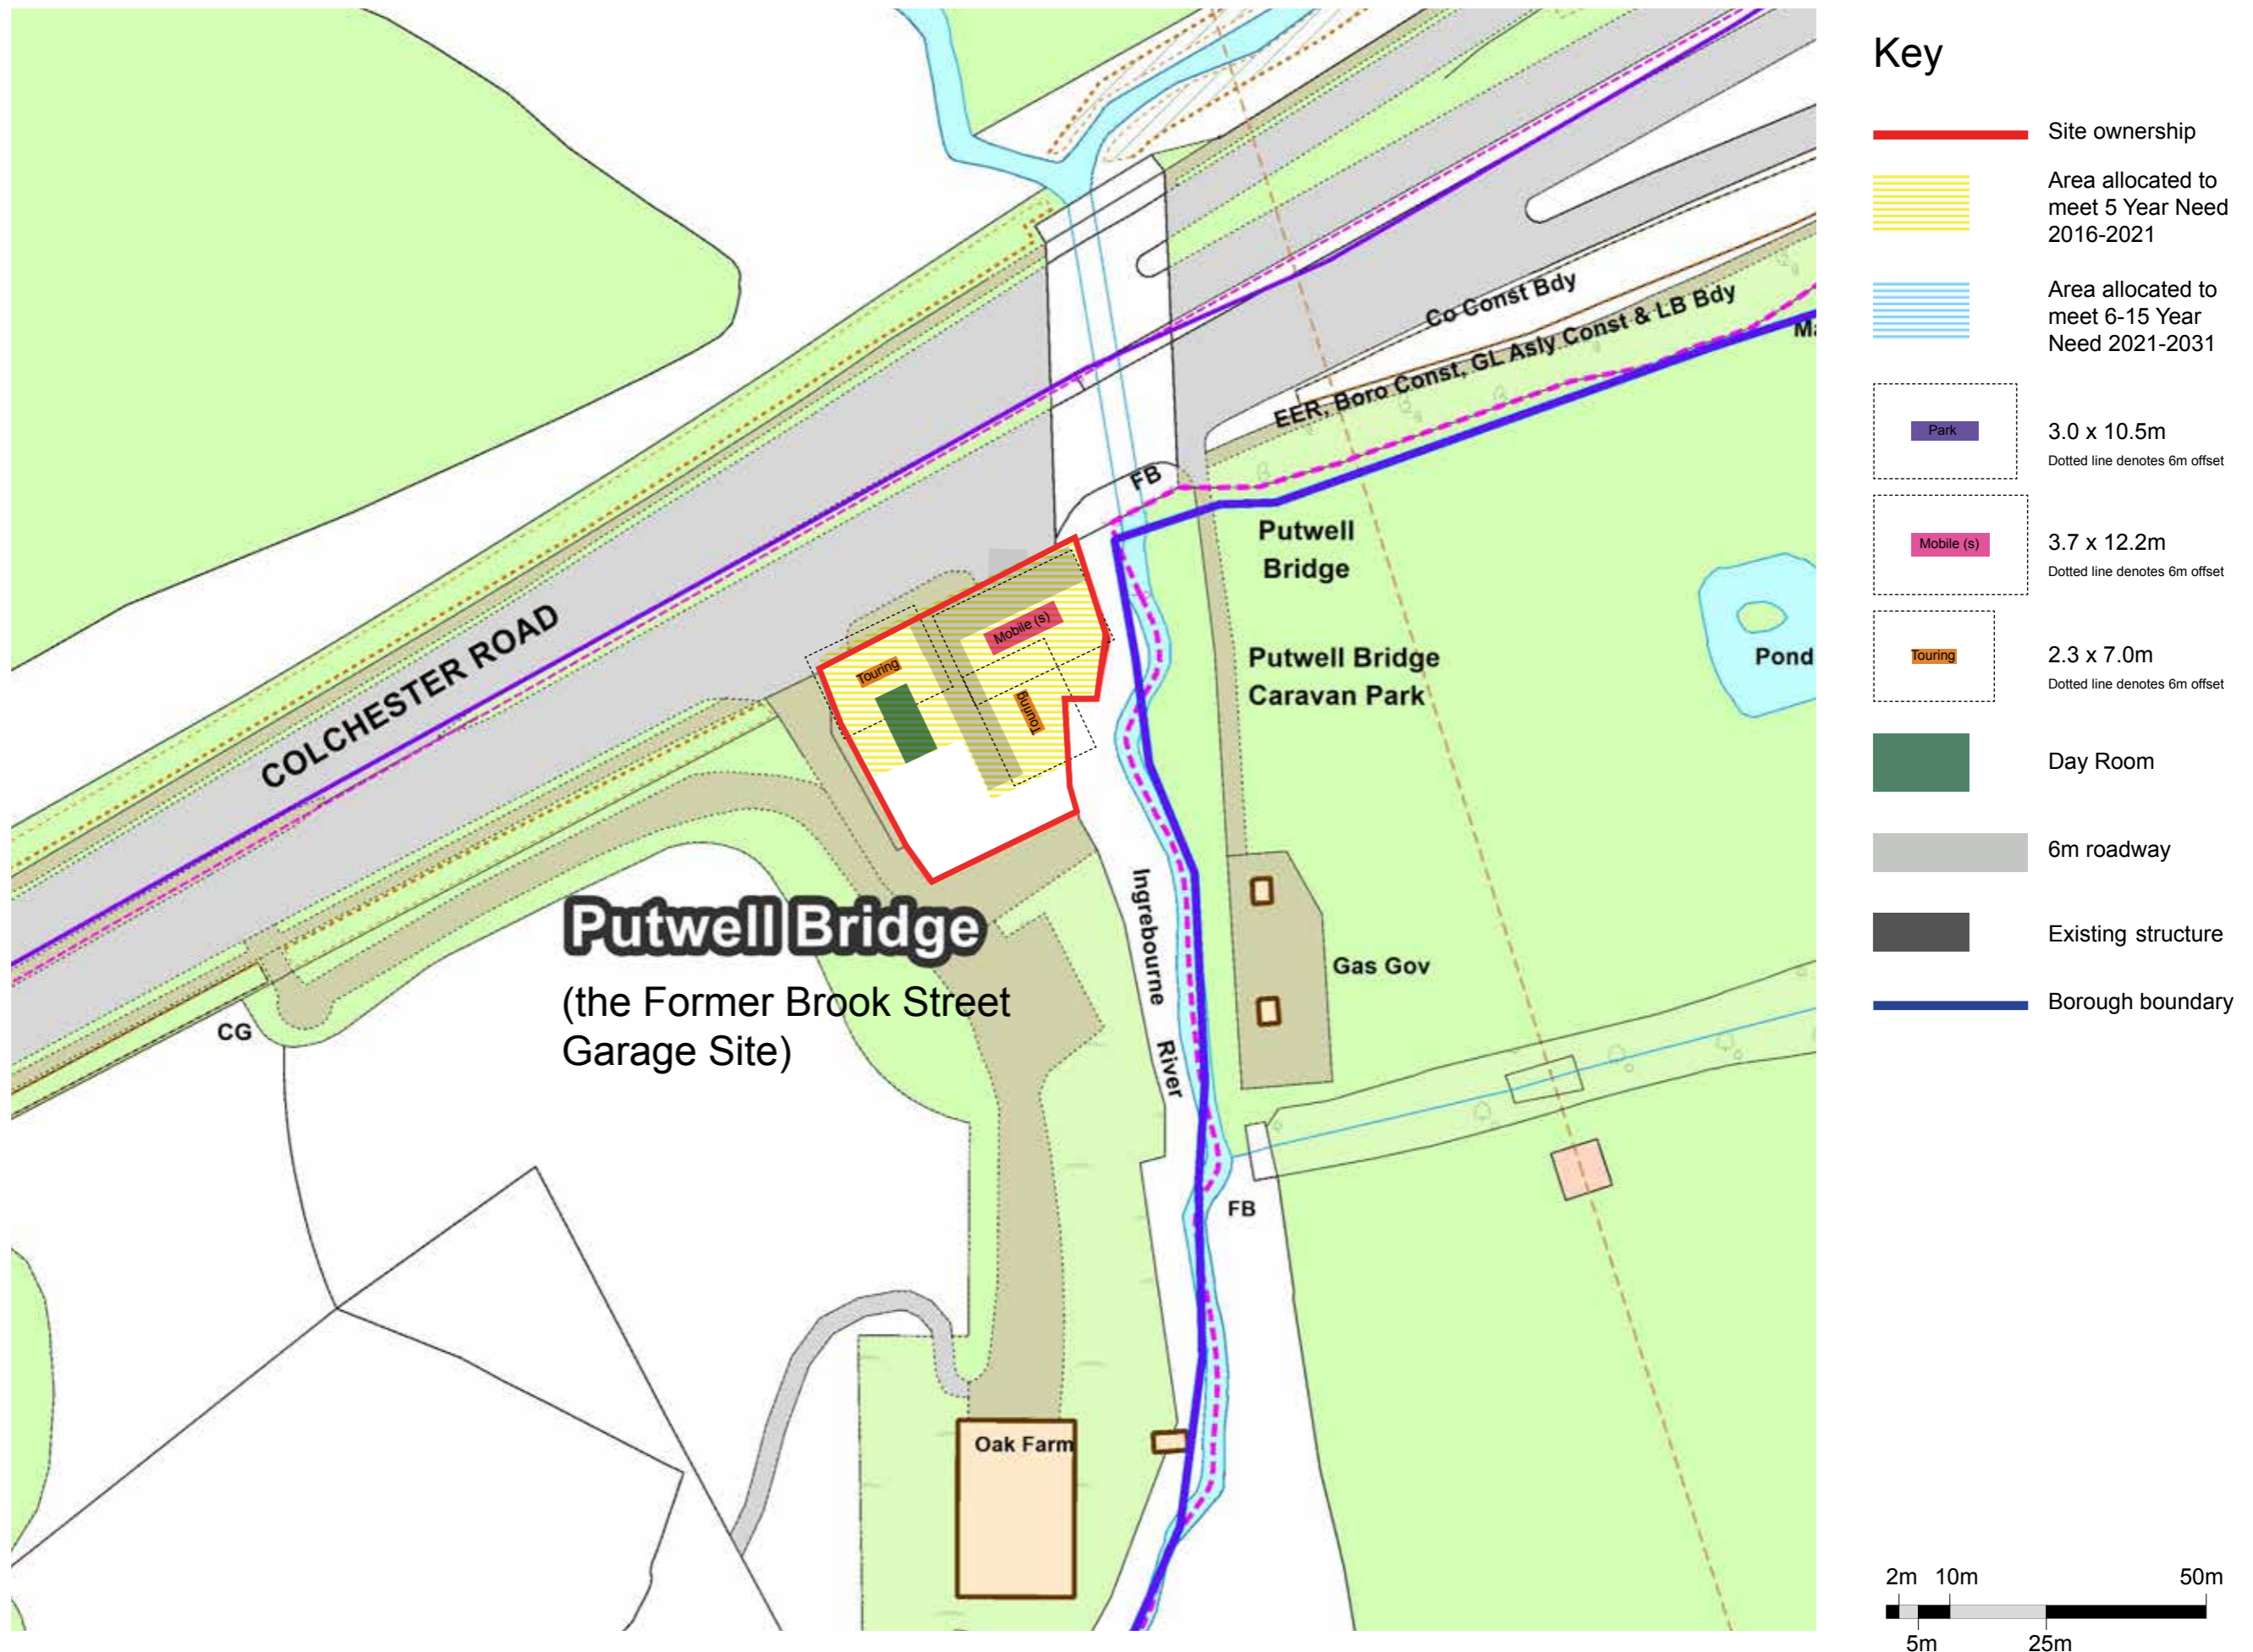 Key
Site ownership
Area allocated to
meet 5 Year Need
2016-2021
Area allocated to
meet 6-15 Year
Need 2021-2031
Park
3.0 x 10.5m
Dotted line denotes 6m offset
Mobile (s)
3.7 x 12.2m
Dotted line denotes 6m offset
Touring
2.3 x 7.0m
Dotted line denotes 6m offset
Day Room
6m roadway
Existing structure
Borough boundary
Co Const Bdy
EER, Boro Const, GL Asly Const & LB Bdy
FB
Putwell
Bridge
COLCHESTER ROAD
Mobile (s)
Touring
Touring
Putwell Bridge
Caravan Park
Pond
Putwell Bridge
(the Former Brook Street
Garage Site)
Ingrebourne
River
Gas Gov
CG
FB
Oak Farm
2m 10m 50m
5m 25m